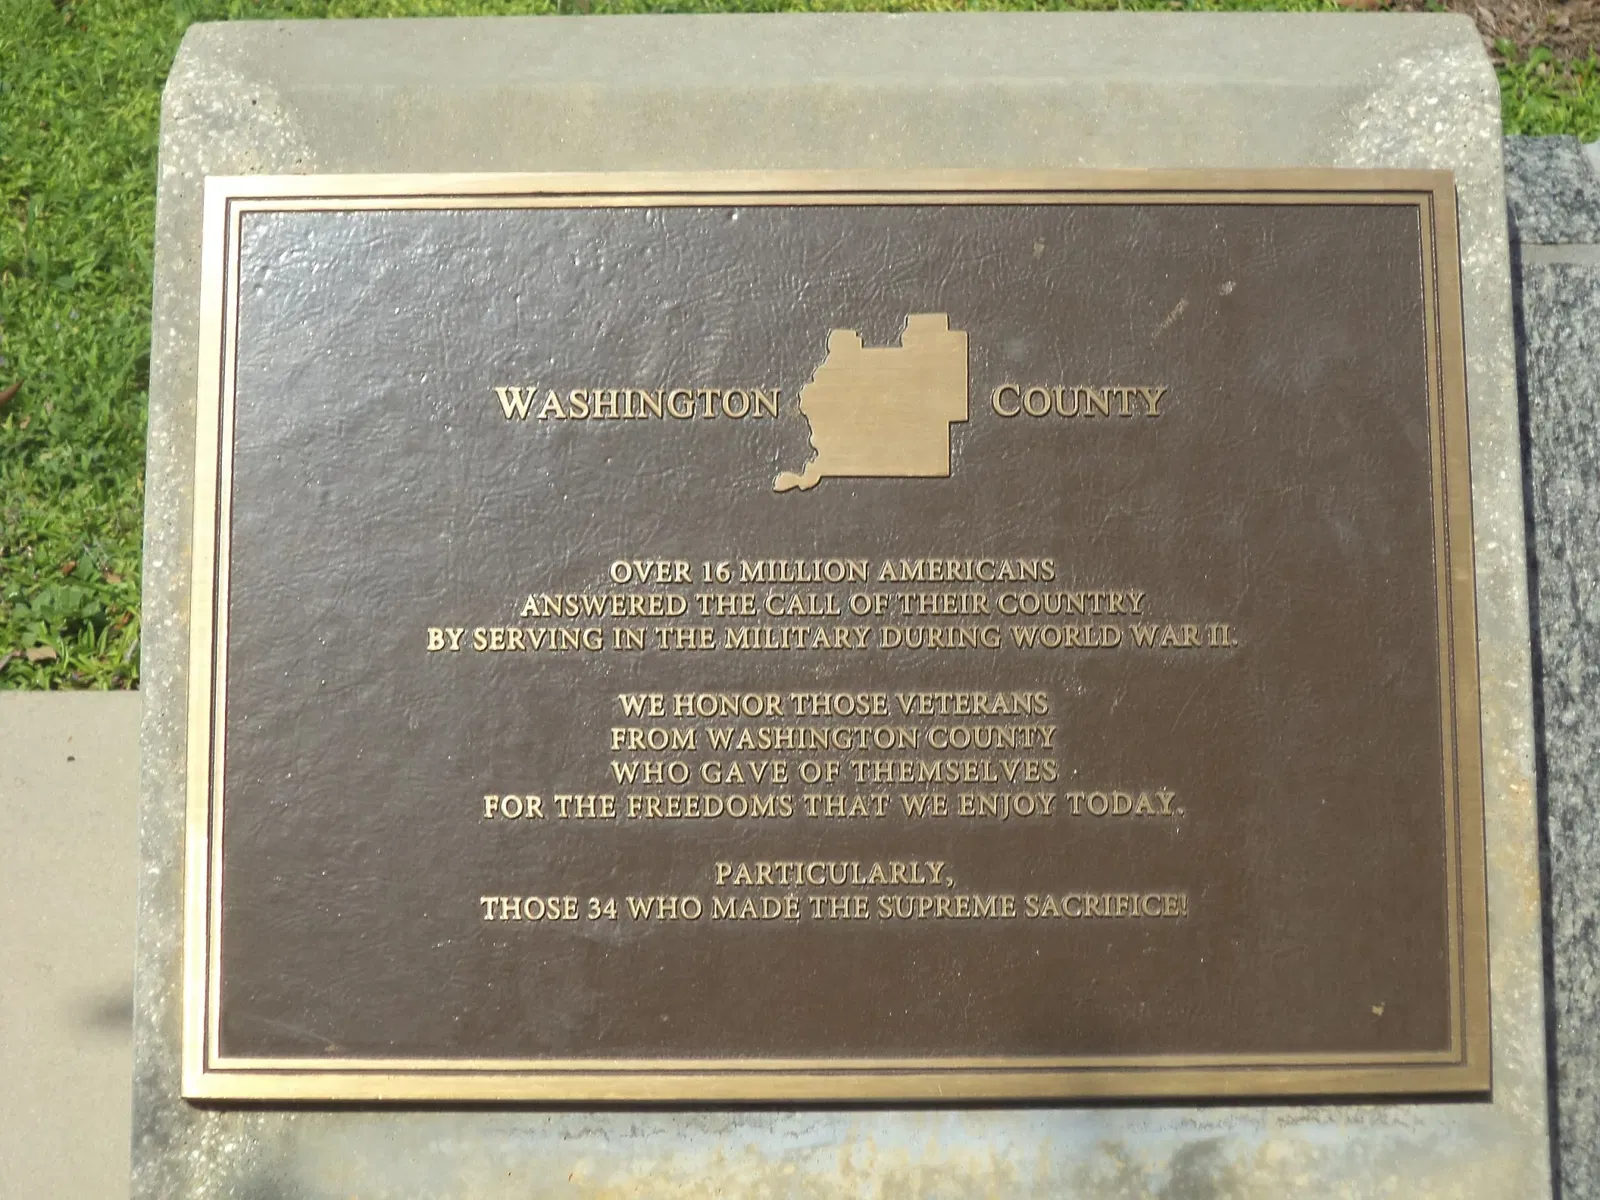 WASHINGTON COUNTY
OVER 16 MILLION AMERICANS
ANSWERED THE CALL OF THEIR COUNTRY
BY SERVING IN THE MILITARY DURING WORLD WAR II.
WE HONOR THOSE VETERANS
FROM WASHINGTON COUNTY
WHO GAVE OF THEMSELVES
FOR THE FREEDOMS THAT WE ENJOY TODAY.
PARTICULARLY,
THOSE 34 WHO MADE THE SUPREME SACRIFICE!